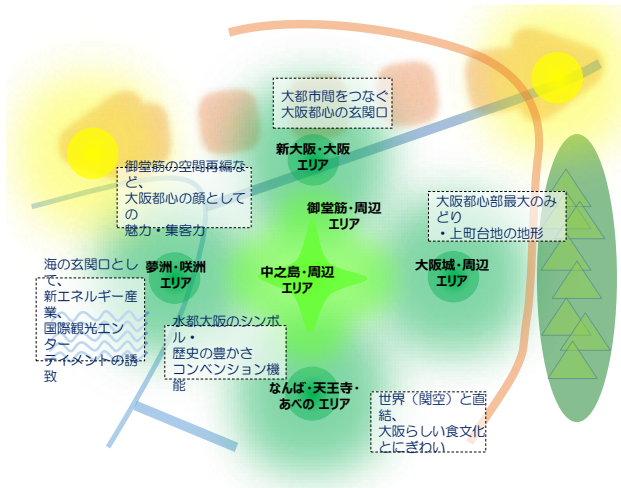 大都市間をつなぐ
大阪都心の玄関口
新大阪・大阪
エリア
御堂筋の空間再編な
ど、
大阪都心の顔として
の
魅力・集客力
御堂筋・周辺
エリア
大阪都心部最大のみ
どり
・上町台地の地形
海の玄関口とし
て、
新エネルギー産
業、
国際観光エン
ター
テイメントの誘
致
夢洲・咲洲
エリア
中之島・周辺
エリア
大阪城・周辺
エリア
水都大阪のシンボ
ル・
歴史の豊かさ
コンベンション機
能
なんば・天王寺・
あべの エリア
世界（関空）と直
結、
大阪らしい食文化
とにぎわい